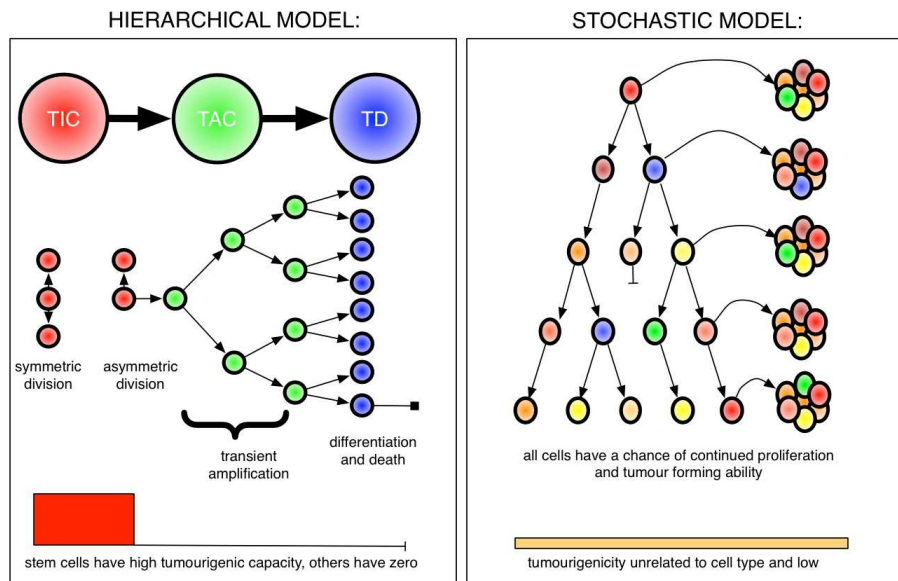 HIERARCHICAL MODEL:
TIC
TAC
TD
symmetric
division
asymmetric
division
transient
amplification
differentiation
and death
stem cells have high tumourigenic capacity, others have zero
STOCHASTIC MODEL:
all cells have a chance of continued proliferation
and tumour forming ability
tumourigenicity unrelated to cell type and low